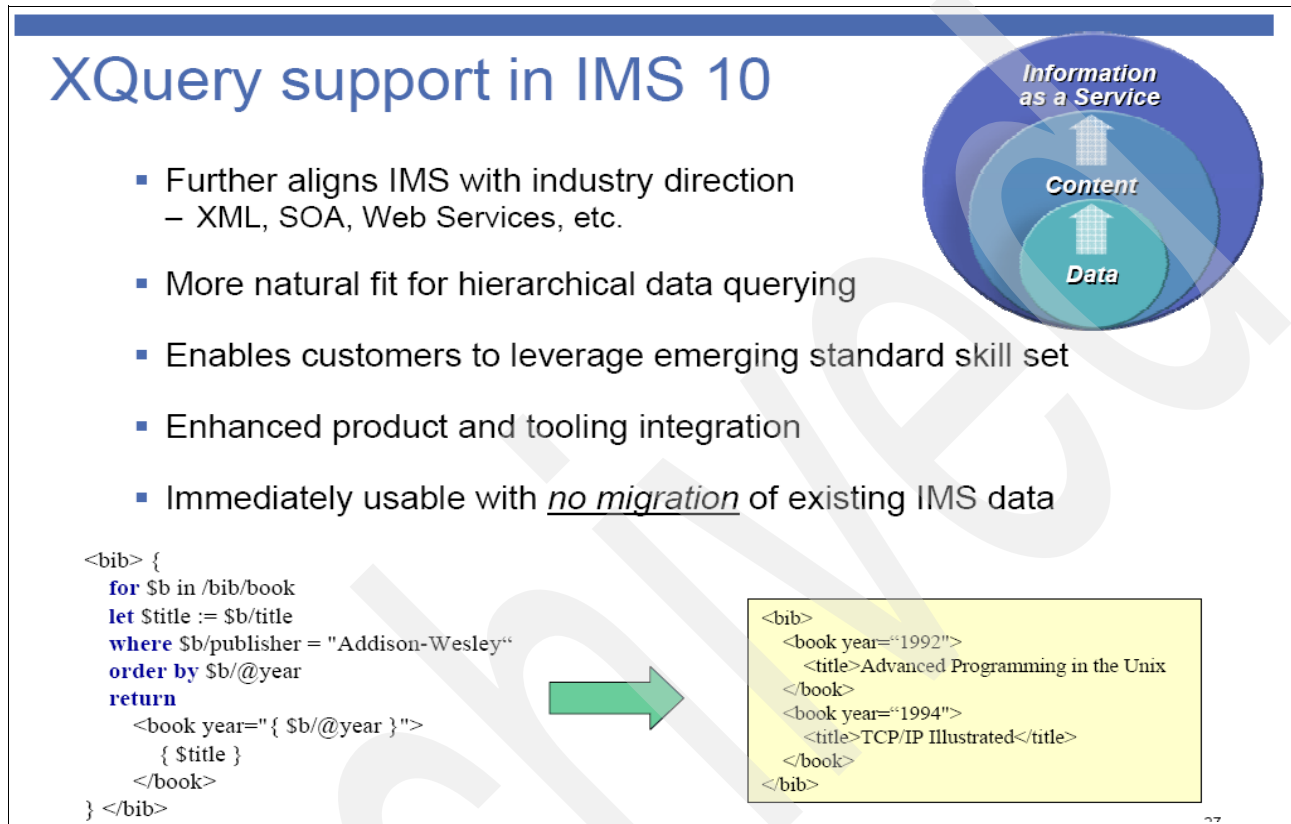 XQuery support in IMS 10
Information
as a Service
Content
Data
▪ Further aligns IMS with industry direction
– XML, SOA, Web Services, etc.
▪ More natural fit for hierarchical data querying
▪ Enables customers to leverage emerging standard skill set
▪ Enhanced product and tooling integration
▪ Immediately usable with no migration of existing IMS data
<bib> {
for $b in /bib/book
let $title := $b/title
where $b/publisher = "Addison-Wesley“
order by $b/@year
return
<book year="{ $b/@year }">
{ $title }
</book>
} </bib>
<bib>
<book year=“1992">
<title>Advanced Programming in the Unix
</book>
<book year=“1994">
<title>TCP/IP Illustrated</title>
</book>
</bib>